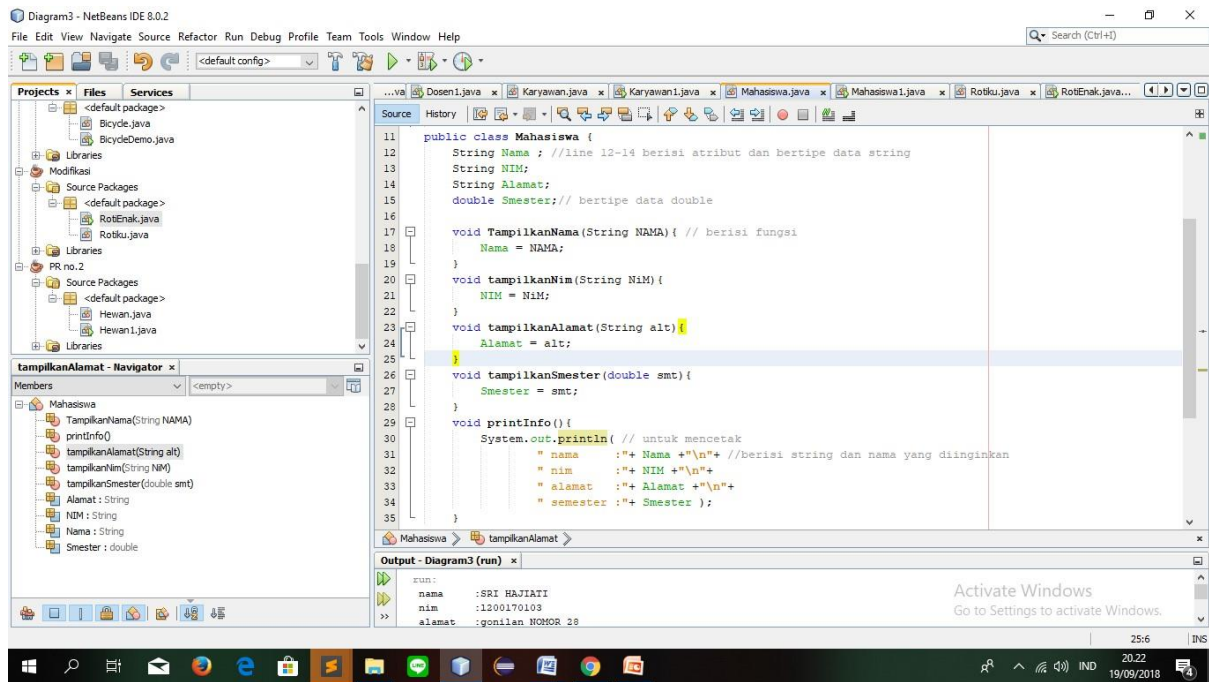 Diagram3 - NetBeans IDE 8.0.2
File Edit View Navigate Source Refactor Run Debug Profile Team Tools Window Help
Search (Ctrl+I)
<default config>
Projects Files Services
<default package>
Bicycle.java
BicycleDemo.java
Libraries
Modifikasi
Source Packages
<default package>
RotiEnak.java
Rotiku.java
Libraries
PR no.2
Source Packages
<default package>
Hewan.java
Hewan1.java
Libraries
tampilkanAlamat - Navigator
Members <empty>
Mahasiswa
TampilkanNama(String NAMA)
printInfo()
tampilkanAlamat(String alt)
tampilkanNim(String NiM)
tampilkanSmester(double smt)
Alamat : String
NIM : String
Nama : String
Smester : double
...va Dosen1.java Karyawan.java Karyawan1.java Mahasiswa.java Mahasiswa1.java Rotiku.java RotiEnak.java...
Source History
11 public class Mahasiswa {
12 String Nama ; //line 12-14 berisi atribut dan bertipe data string
13 String NIM;
14 String Alamat;
15 double Smester;// bertipe data double
16
17 void TampilkanNama(String NAMA){ // berisi fungsi
18 Nama = NAMA;
19 }
20 void tampilkanNim(String NiM){
21 NIM = NiM;
22 }
23 void tampilkanAlamat(String alt){
24 Alamat = alt;
25 }
26 void tampilkanSmester(double smt){
27 Smester = smt;
28 }
29 void printInfo(){
30 System.out.println( // untuk mencetak
31 " nama :"+ Nama +"\n"+ //berisi string dan nama yang diinginkan
32 " nim :"+ NIM +"\n"+
33 " alamat :"+ Alamat +"\n"+
34 " semester :"+ Smester );
35 }
Mahasiswa tampilkanAlamat
Output - Diagram3 (run)
run:
nama :SRI HAJIATI
nim :1200170103
alamat :gonilan NOMOR 28
Activate Windows
Go to Settings to activate Windows.
25:6 INS
IND
20.22
19/09/2018
4